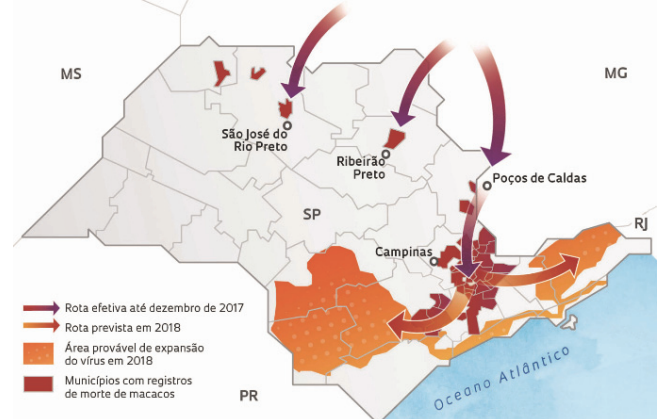 MS
MG
São José do
Rio Preto
Ribeirão
Preto
Poços de Caldas
SP
RJ
Campinas
Rota efetiva até dezembro de 2017
Rota prevista em 2018
Área provável de expansão
do vírus em 2018
Municípios com registros
de morte de macacos
PR
Oceano Atlântico